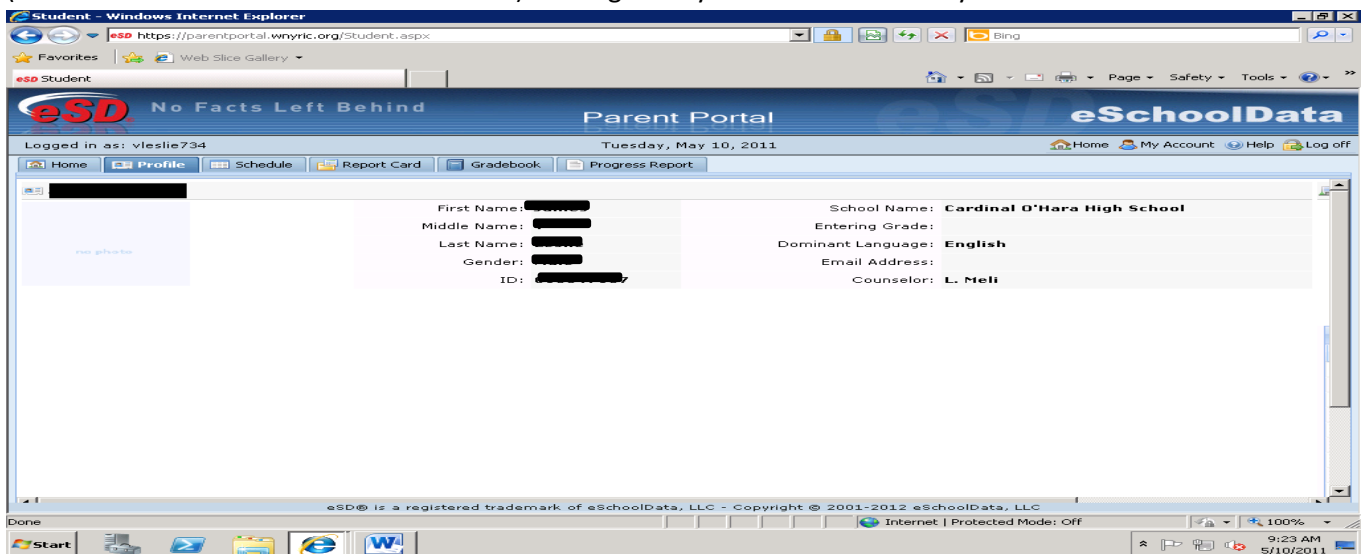 Student - Windows Internet Explorer
eSD https://parentportal.wnyric.org/Student.aspx
Bing
Favorites Web Slice Gallery
eSD Student Page Safety Tools
eSD No Facts Left Behind Parent Portal eSchoolData
Logged in as: vleslie734 Tuesday, May 10, 2011 Home My Account Help Log off
Home Profile Schedule Report Card Gradebook Progress Report
First Name: School Name: Cardinal O'Hara High School
Middle Name: Entering Grade:
no photo Last Name: Dominant Language: English
Gender: Email Address:
ID: Counselor: L. Meli
eSD® is a registered trademark of eSchoolData, LLC - Copyright © 2001-2012 eSchoolData, LLC
Done Internet | Protected Mode: Off 100%
Start 9:23 AM
5/10/2011